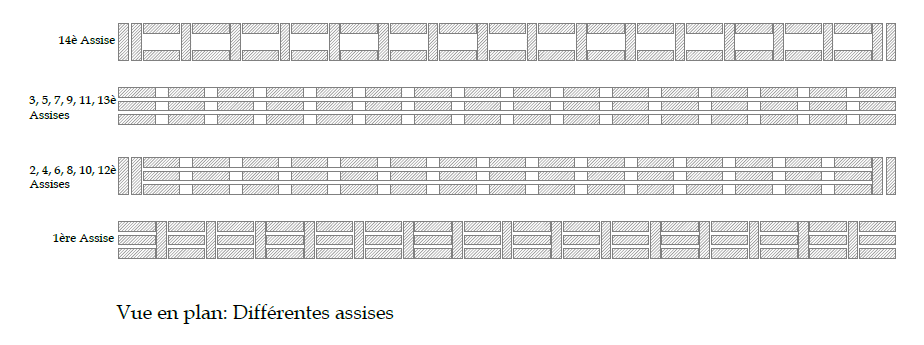 14è Assise
3, 5, 7, 9, 11, 13è
Assises
2, 4, 6, 8, 10, 12è
Assises
1ère Assise
Vue en plan: Différentes assises